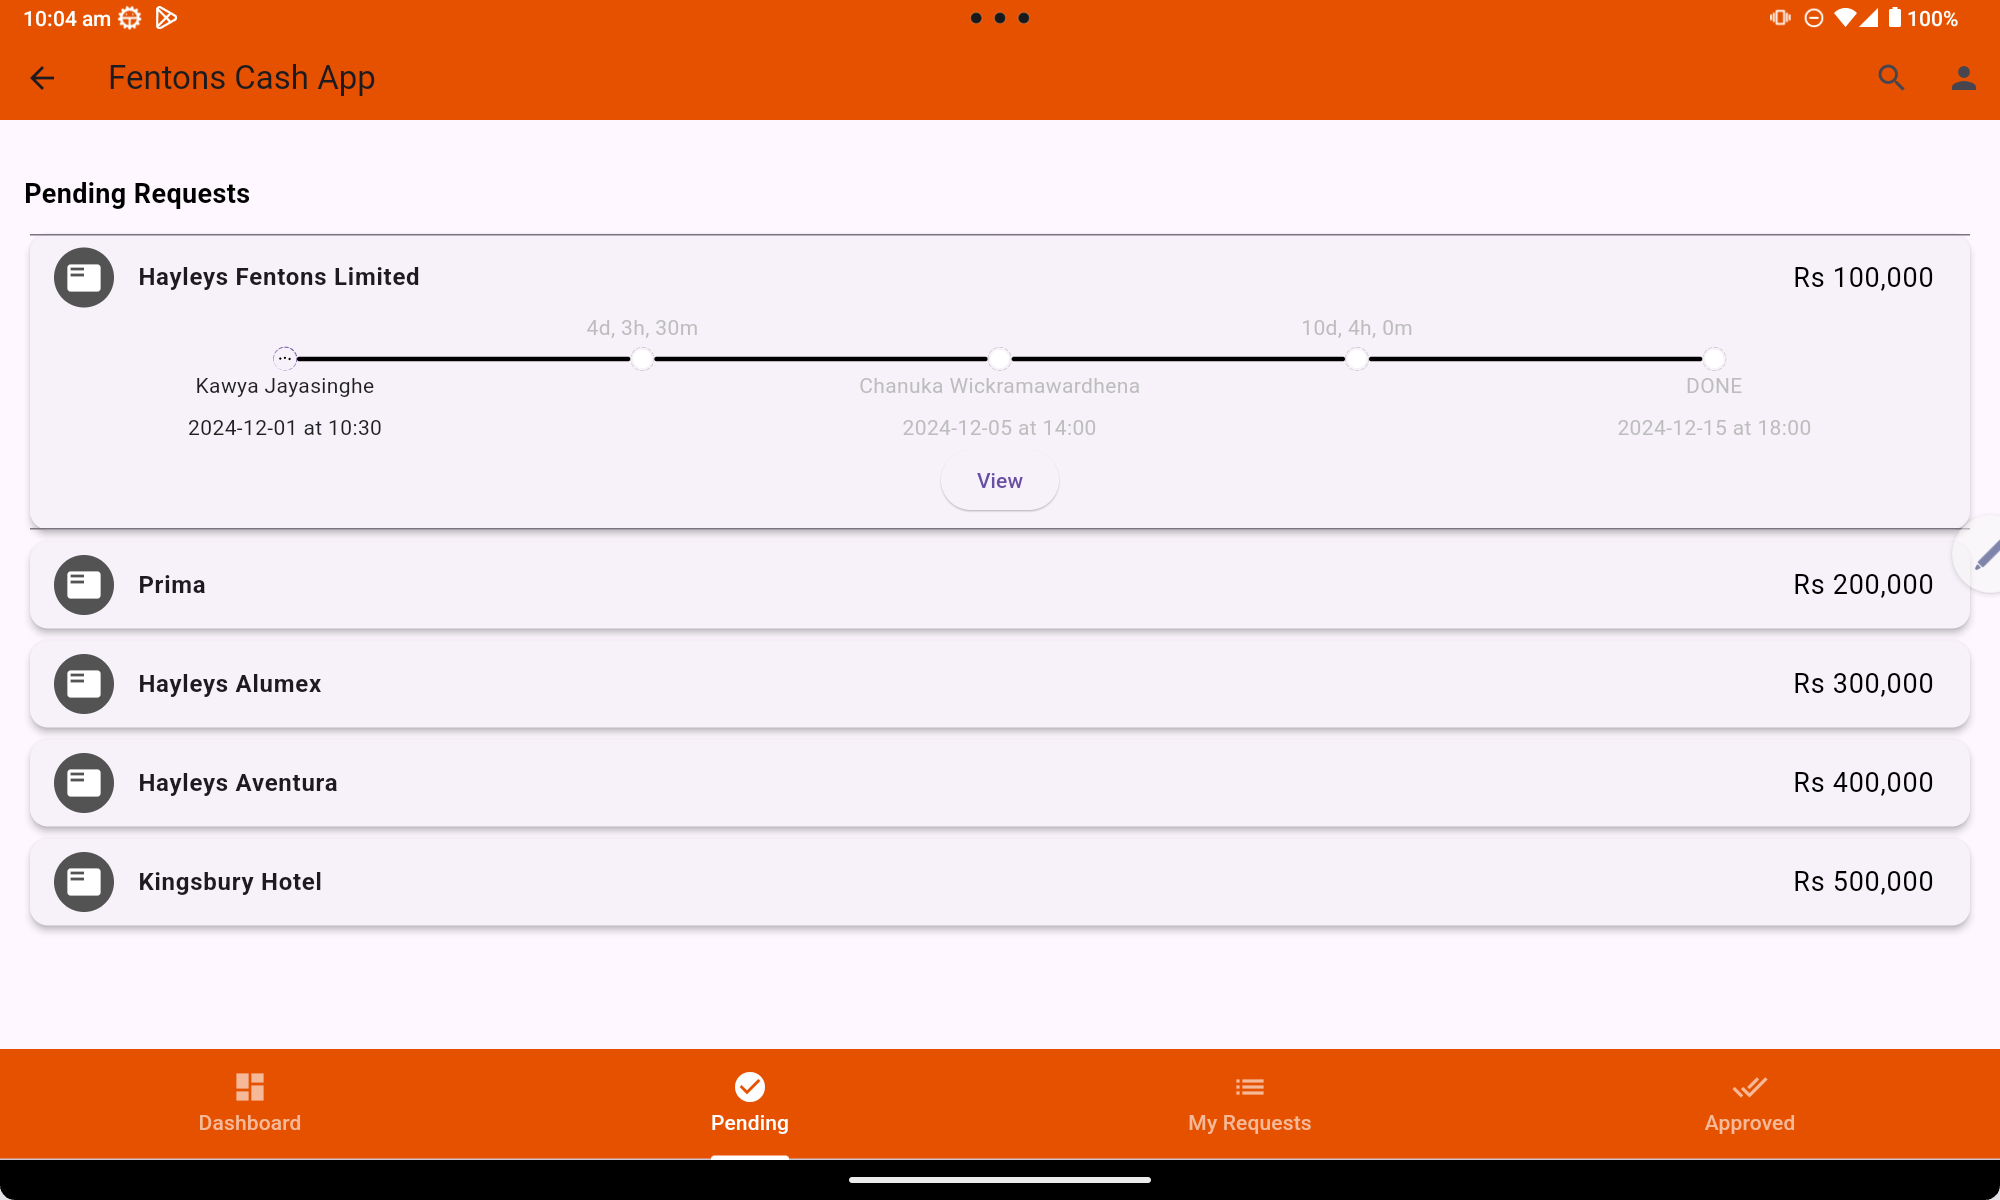 10:04 am
100%
Fentons Cash App
Pending Requests
Hayleys Fentons Limited
Rs 100,000
4d, 3h, 30m
10d, 4h, 0m
Kawya Jayasinghe
Chanuka Wickramawardhena
DONE
2024-12-01 at 10:30
2024-12-05 at 14:00
2024-12-15 at 18:00
View
Prima
Rs 200,000
Hayleys Alumex
Rs 300,000
Hayleys Aventura
Rs 400,000
Kingsbury Hotel
Rs 500,000
Dashboard
Pending
My Requests
Approved